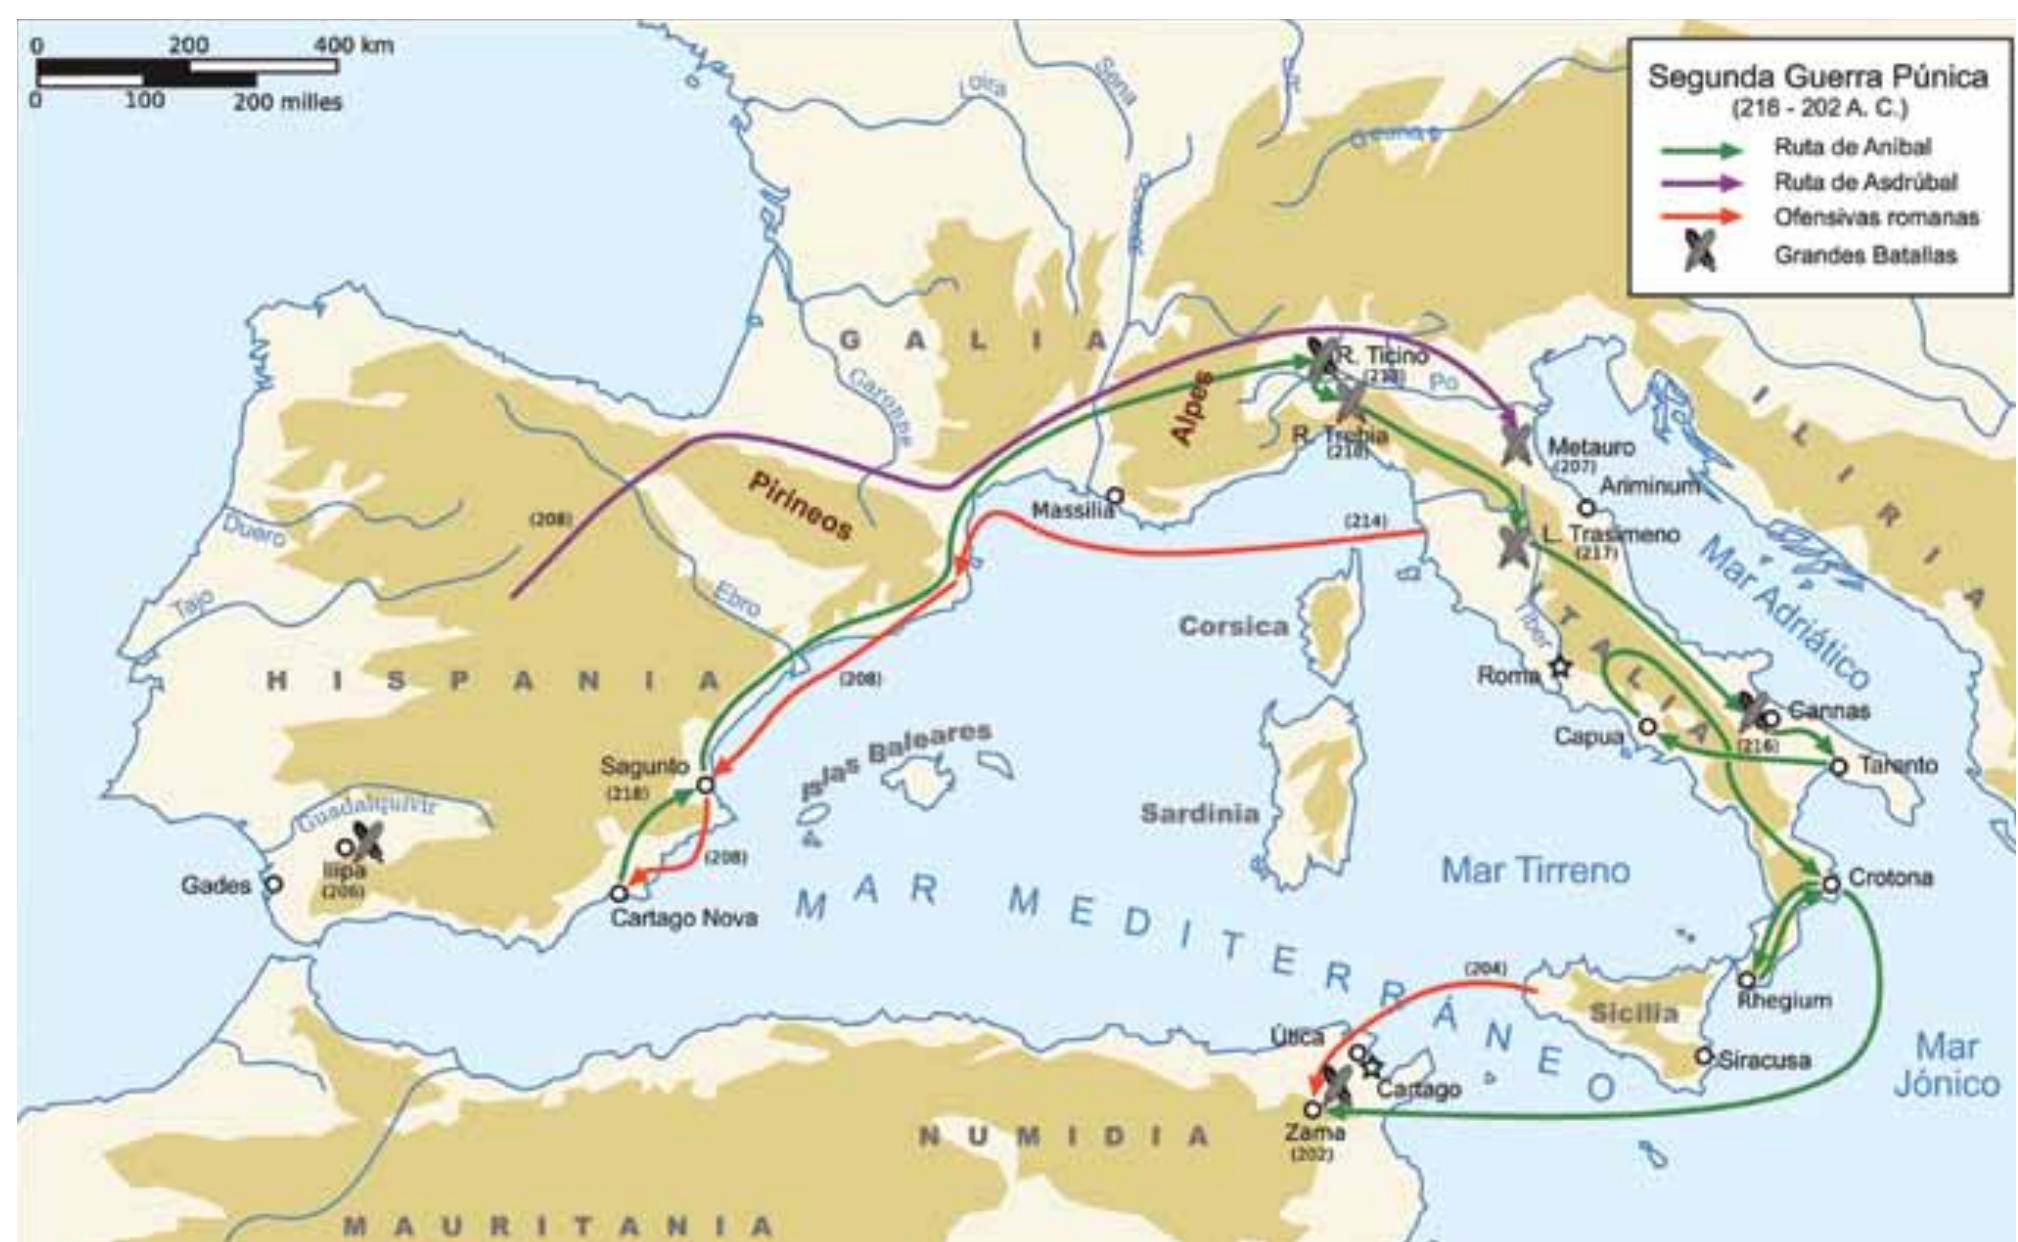 0 200 400 km
0 100 200 milles
Segunda Guerra Púnica
(218 - 202 A. C.)
Ruta de Aníbal
Ruta de Asdrúbal
Ofensivas romanas
Grandes Batallas
Loira
Sena
GALIA
Garonne
Alpes
R. Ticino
(218)
Po
R. Trebia
(218)
Metauro
(207)
Ariminum
ILIRIA
Pirineos
Massilia
(214)
L. Trasimeno
(217)
Mar Adriático
(208)
Duero
Tajo
Ebro
Corsica
Tiber
ITALIA
HISPANIA
(208)
Roma
Cannas
(216)
Capua
Taranto
Islas Baleares
Sagunto
(218)
Sardinia
Guadalquivir
Ilipa
(206)
Gades
(208)
Cartago Nova
Mar Tirreno
Crotona
MAR MEDITERRÁNEO
(204)
Rhegium
Sicilia
Siracusa
Mar
Jónico
Útica
Cartago
Zama
(202)
NUMIDIA
MAURITANIA